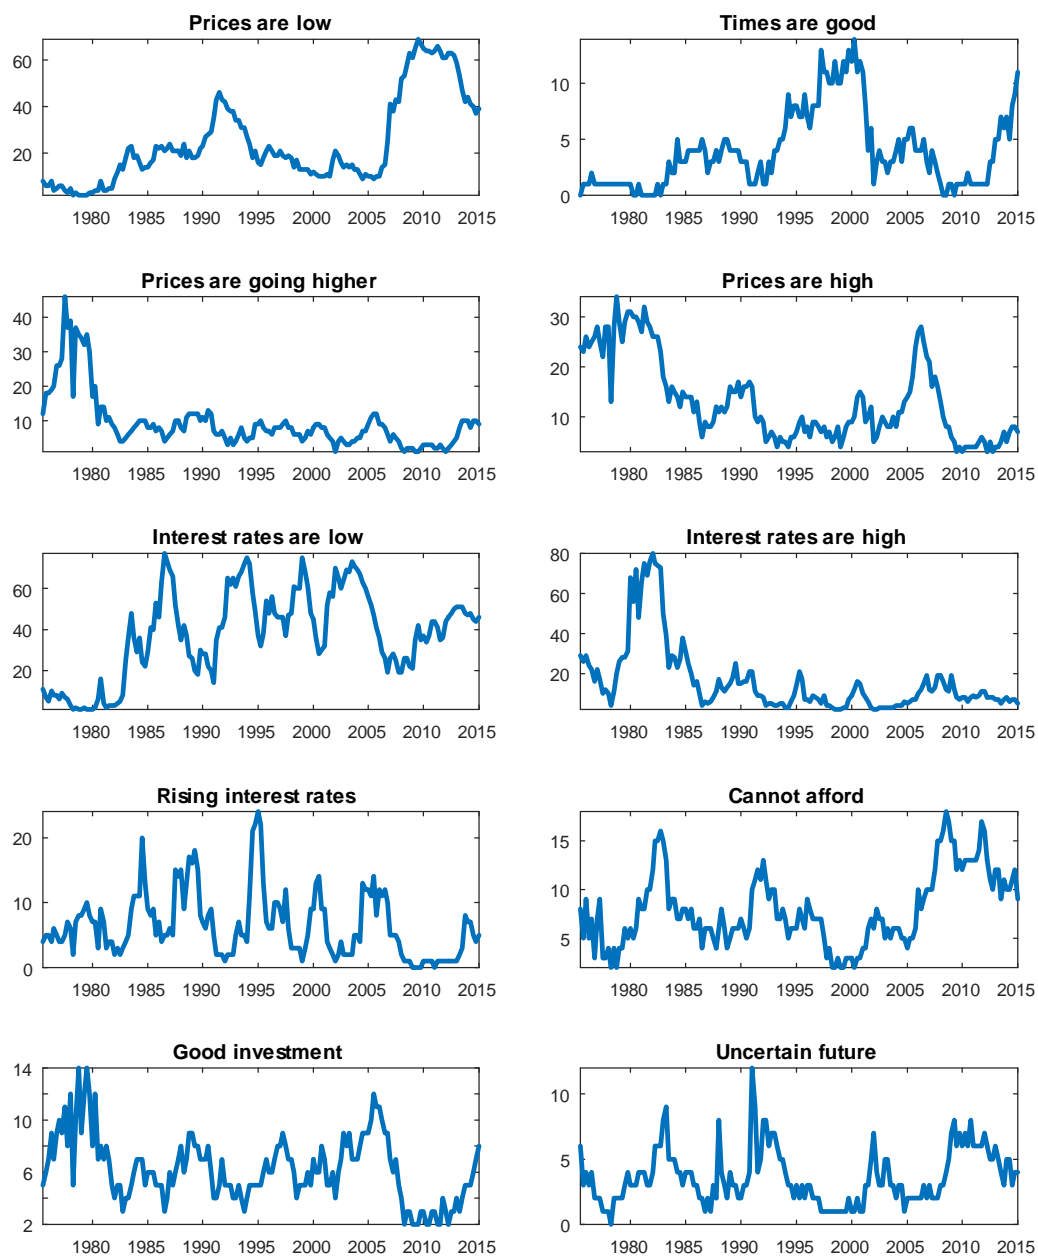 Prices are low
60
40
20
1980 1985 1990 1995 2000 2005 2010 2015
Times are good
10
5
0
1980 1985 1990 1995 2000 2005 2010 2015
Prices are going higher
40
30
20
10
1980 1985 1990 1995 2000 2005 2010 2015
Prices are high
30
20
10
1980 1985 1990 1995 2000 2005 2010 2015
Interest rates are low
60
40
20
1980 1985 1990 1995 2000 2005 2010 2015
Interest rates are high
80
60
40
20
1980 1985 1990 1995 2000 2005 2010 2015
Rising interest rates
20
10
0
1980 1985 1990 1995 2000 2005 2010 2015
Cannot afford
15
10
5
1980 1985 1990 1995 2000 2005 2010 2015
Good investment
14
10
6
2
1980 1985 1990 1995 2000 2005 2010 2015
Uncertain future
10
5
0
1980 1985 1990 1995 2000 2005 2010 2015